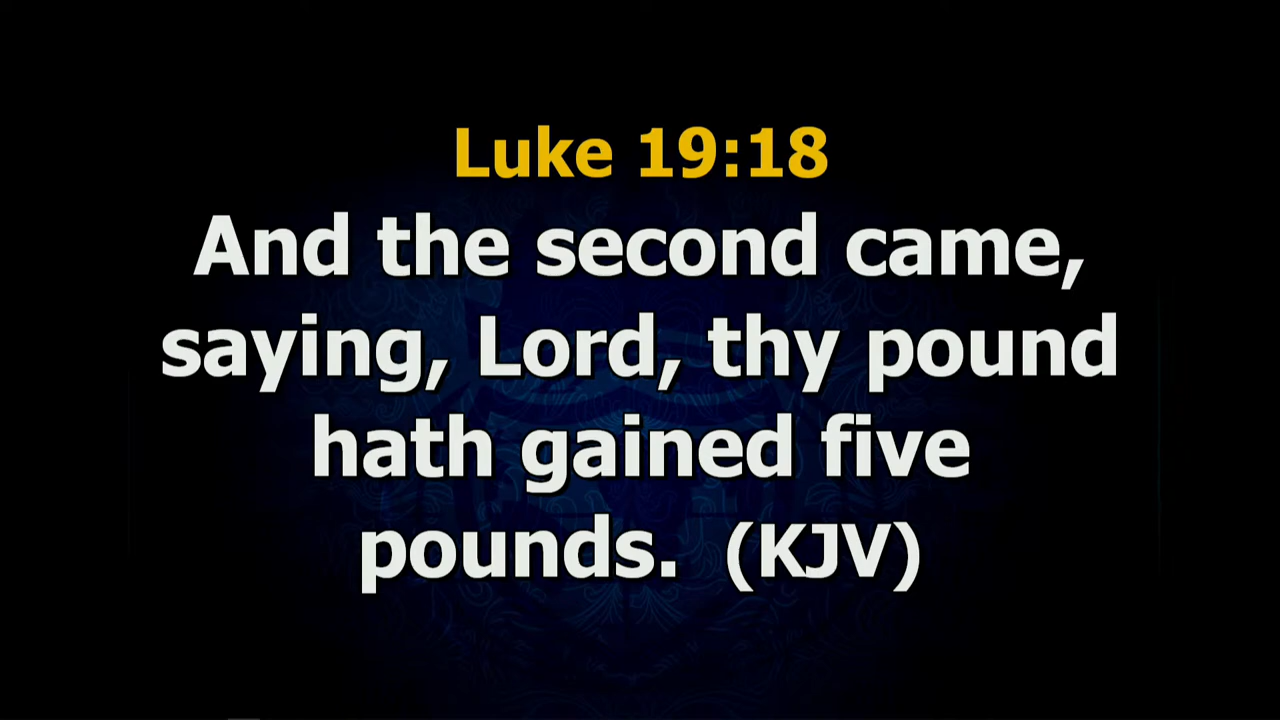 Luke 19:18
And the second came,
saying, Lord, thy pound
hath gained five
pounds.  (KJV)